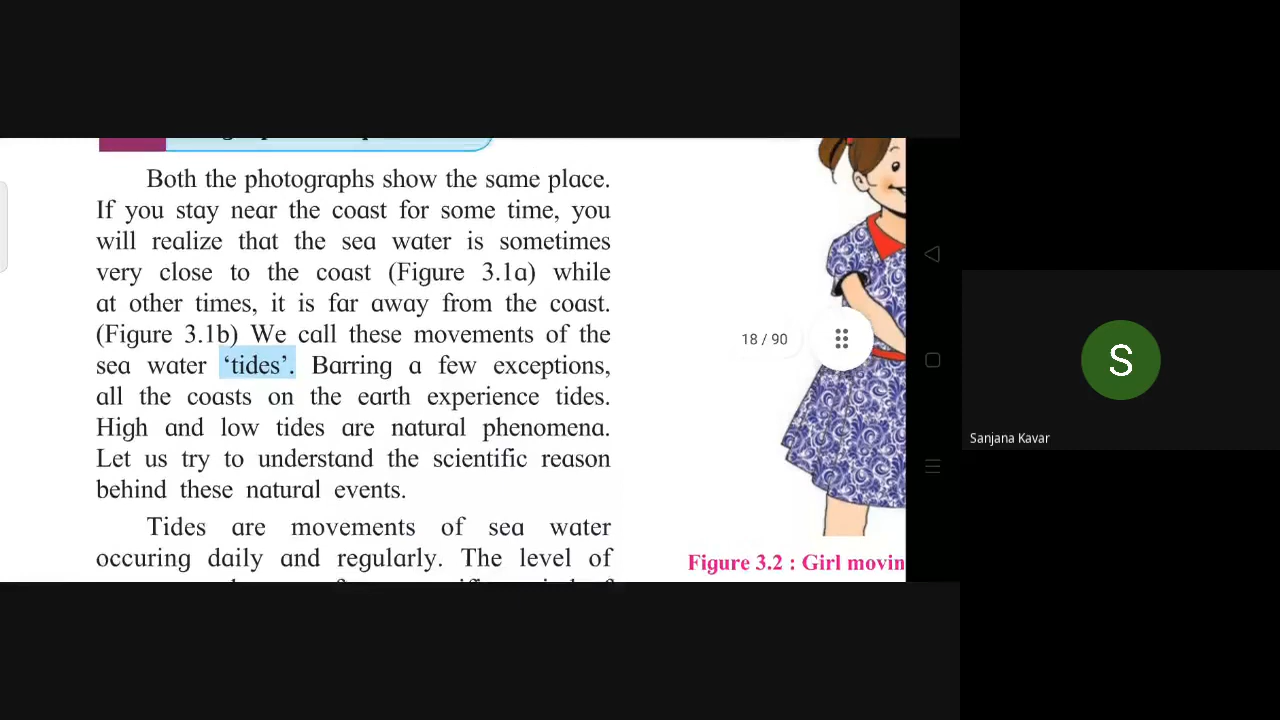 Both the photographs show the same place.
If you stay near the coast for some time, you
will realize that the sea water is sometimes
very close to the coast (Figure 3.1a) while
at other times, it is far away from the coast.
(Figure 3.1b) We call these movements of the
sea water ‘tides’. Barring a few exceptions,
all the coasts on the earth experience tides.
High and low tides are natural phenomena.
Let us try to understand the scientific reason
behind these natural events.
Tides are movements of sea water
occuring daily and regularly. The level of
18 / 90
Figure 3.2 : Girl movin
S
Sanjana Kavar